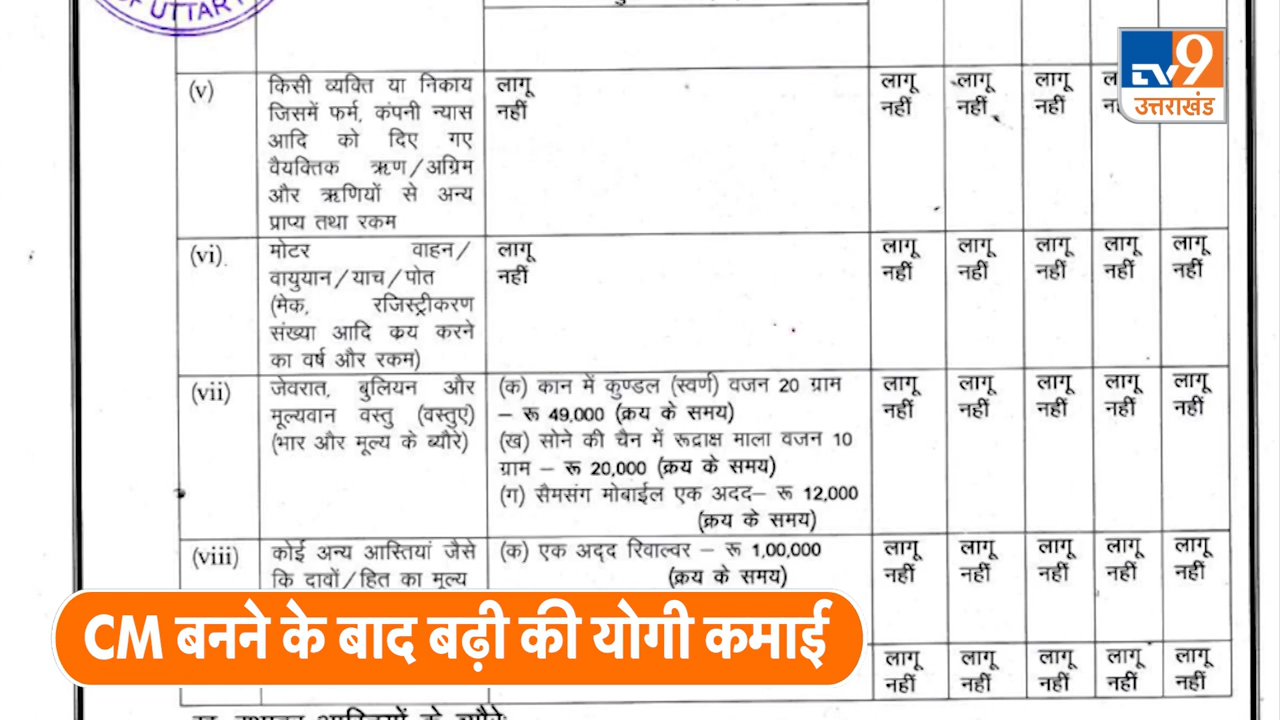 OF UTTAR
TV9
उत्तराखंड
(v) किसी व्यक्ति या निकाय लागू लागू लागू लागू
जिसमें फर्म, कंपनी न्यास नहीं नहीं नहीं नहीं
आदि को दिए गए
वैयक्तिक ऋण/अग्रिम
और ऋणियों से अन्य
प्राप्य तथा रकम
(vi) मोटर वाहन/ लागू लागू लागू लागू लागू लागू
वायुयान/याच/पोत नहीं नहीं नहीं नहीं नहीं नहीं
(मेक, रजिस्ट्रीकरण
संख्या आदि क्रय करने
का वर्ष और रकम)
(vii) जेवरात, बुलियन और (क) कान में कुण्डल (स्वर्ण) वजन 20 ग्राम लागू लागू लागू लागू लागू
मूल्यवान वस्तु (वस्तुएं) – रू 49,000 (क्रय के समय) नहीं नहीं नहीं नहीं नहीं
(भार और मूल्य के ब्यौरे) (ख) सोने की चैन में रूद्राक्ष माला वजन 10
ग्राम – रू 20,000 (क्रय के समय)
(ग) सैमसंग मोबाईल एक अदद– रू 12,000
(क्रय के समय)
(viii) कोई अन्य आस्तियां जैसे (क) एक अद्द रिवाल्वर – रू 1,00,000 लागू लागू लागू लागू लागू
कि दावों/हित का मूल्य (क्रय के समय) नहीं नहीं नहीं नहीं नहीं
CM बनने के बाद बढ़ी की योगी कमाई
लागू लागू लागू लागू लागू
नहीं नहीं नहीं नहीं नहीं